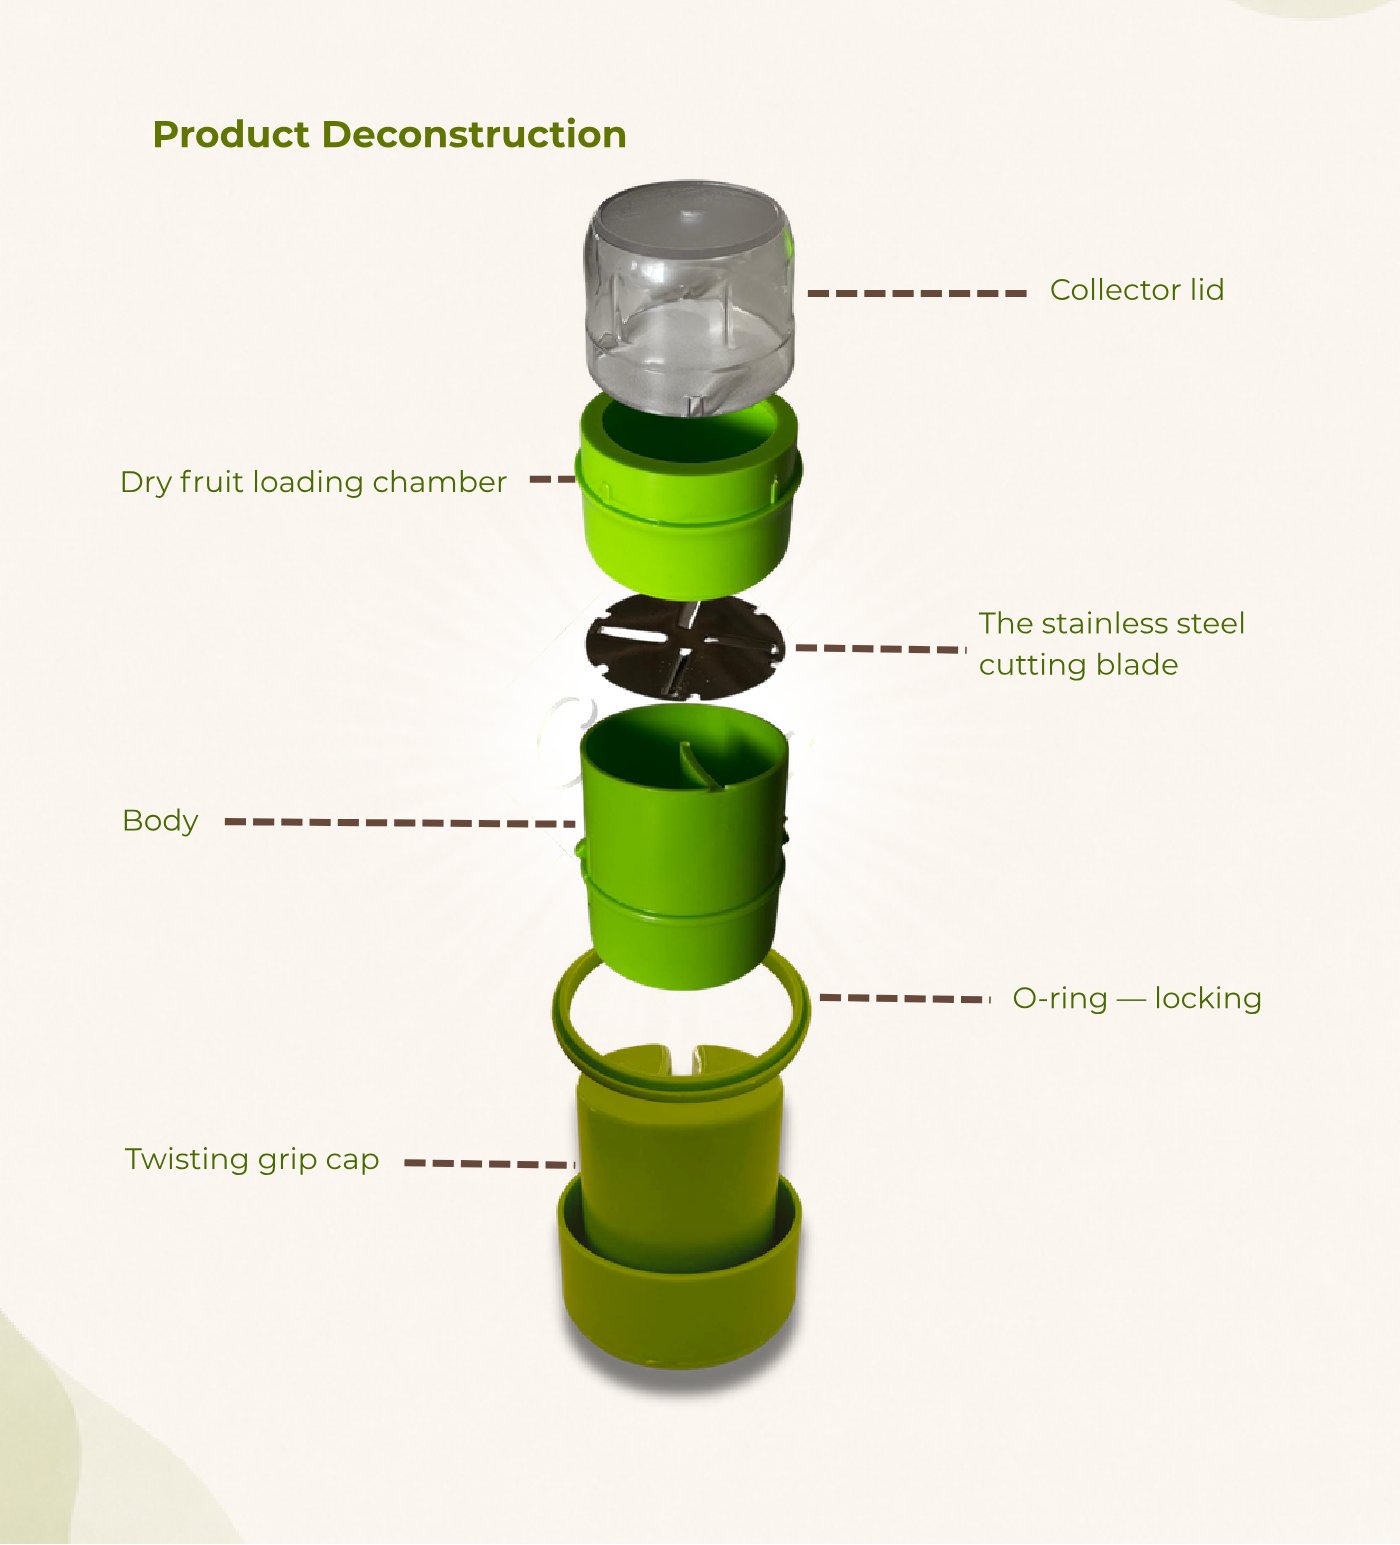 Product Deconstruction
Collector lid
Dry fruit loading chamber
The stainless steel
cutting blade
Body
O-ring — locking
Twisting grip cap